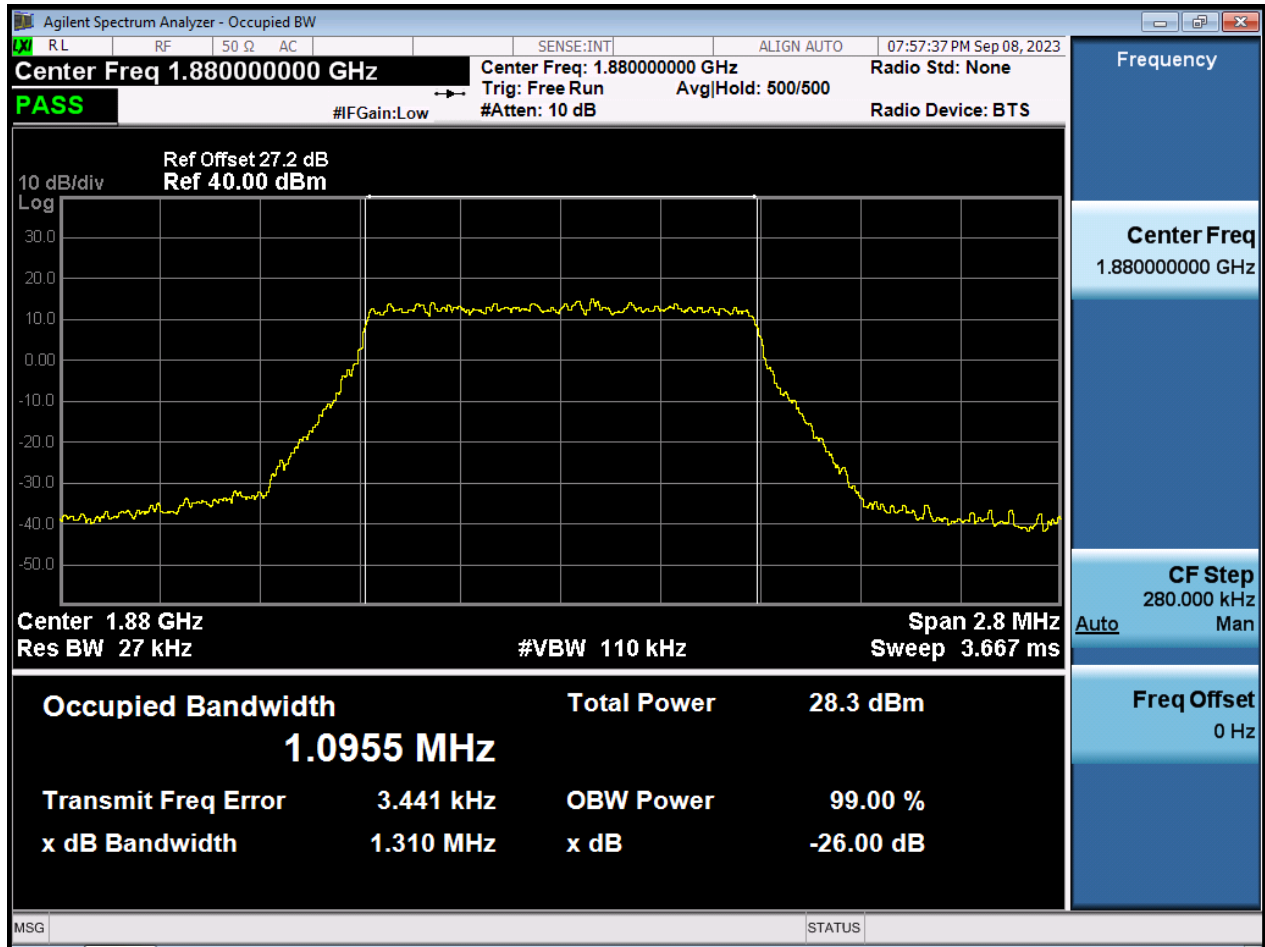 Agilent Spectrum Analyzer - Occupied BW
LXI RL RF 50 Ω AC SENSE:INT ALIGN AUTO 07:57:37 PM Sep 08, 2023
Center Freq 1.880000000 GHz
Center Freq: 1.880000000 GHz Radio Std: None
Trig: Free Run Avg|Hold: 500/500
PASS
#IFGain:Low #Atten: 10 dB Radio Device: BTS
Ref Offset 27.2 dB
10 dB/div Ref 40.00 dBm
Log
30.0
20.0
10.0
0.00
-10.0
-20.0
-30.0
-40.0
-50.0
Center 1.88 GHz Span 2.8 MHz
Res BW 27 kHz #VBW 110 kHz Sweep 3.667 ms
Occupied Bandwidth Total Power 28.3 dBm
1.0955 MHz
Transmit Freq Error 3.441 kHz OBW Power 99.00 %
x dB Bandwidth 1.310 MHz x dB -26.00 dB
Frequency
Center Freq
1.880000000 GHz
CF Step
280.000 kHz
Auto Man
Freq Offset
0 Hz
MSG STATUS